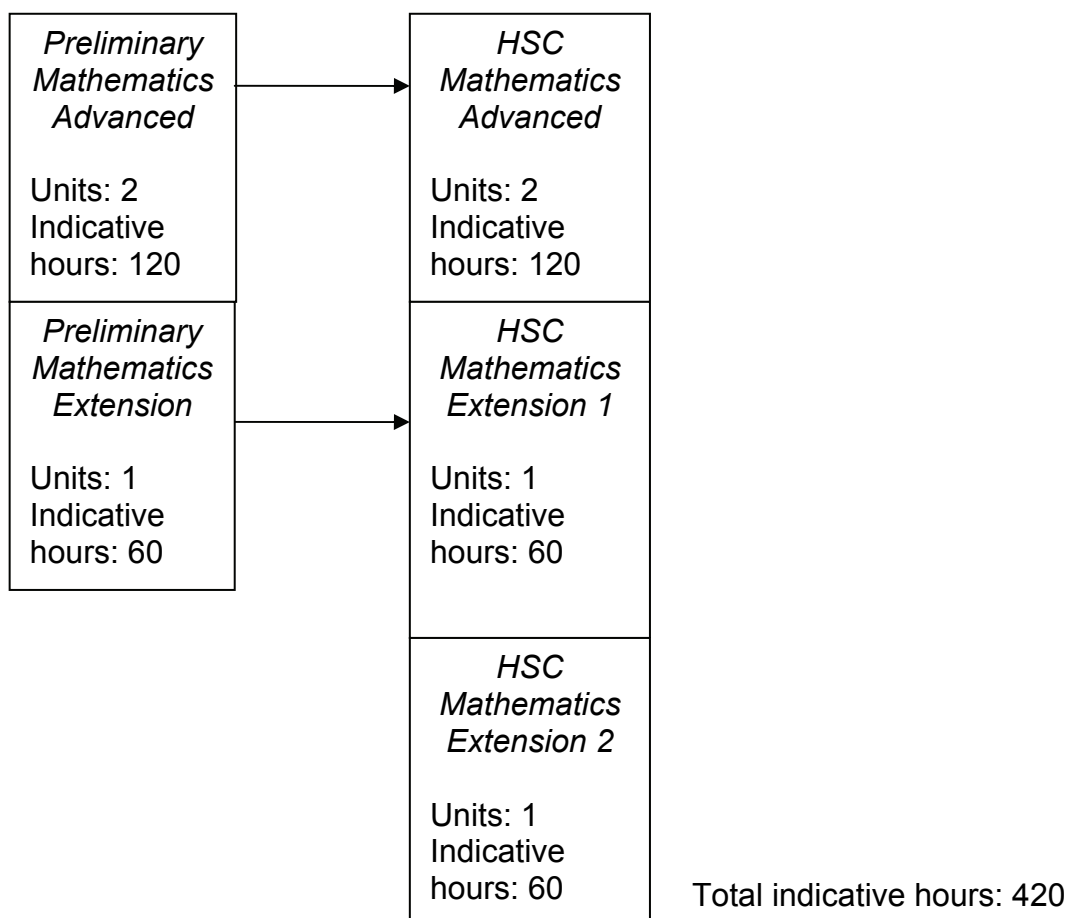 Preliminary
Mathematics
Advanced
Units: 2
Indicative
hours: 120
HSC
Mathematics
Advanced
Units: 2
Indicative
hours: 120
Preliminary
Mathematics
Extension
Units: 1
Indicative
hours: 60
HSC
Mathematics
Extension 1
Units: 1
Indicative
hours: 60
HSC
Mathematics
Extension 2
Units: 1
Indicative
hours: 60
Total indicative hours: 420